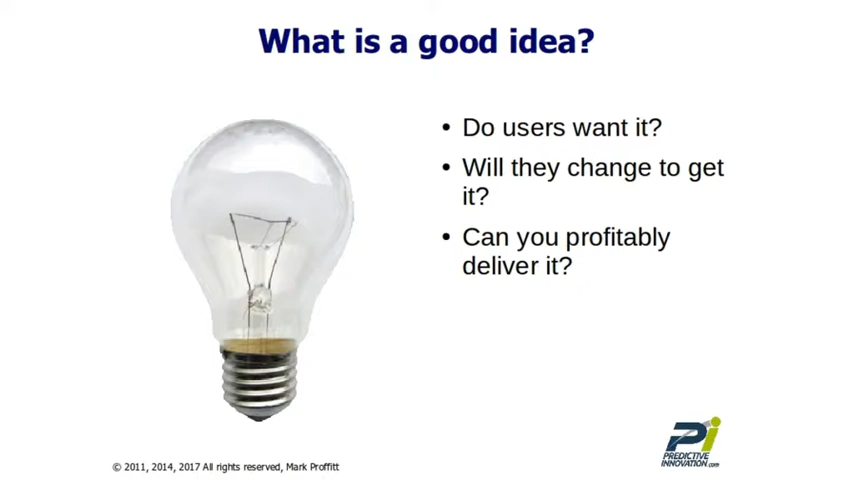 What is a good idea?
• Do users want it?
• Will they change to get
it?
• Can you profitably
deliver it?
© 2011, 2014, 2017 All rights reserved, Mark Proffitt
Pi
PREDICTIVE
INNOVATION.com